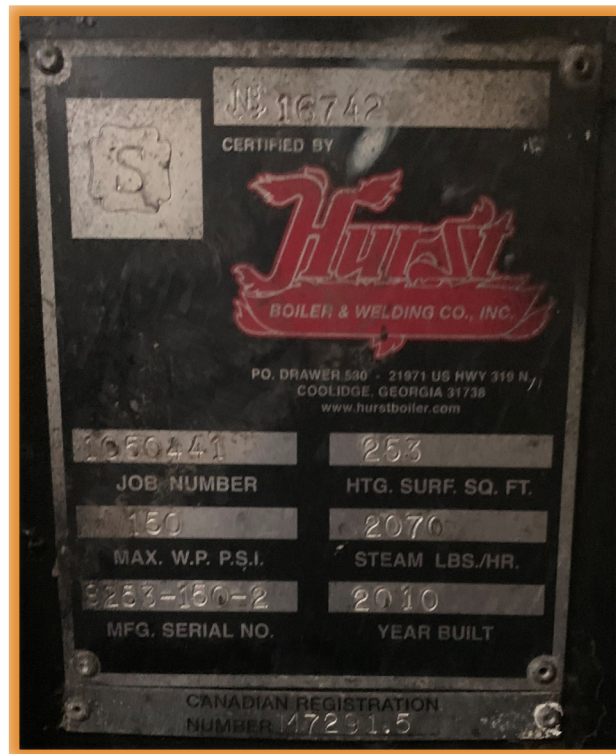 S
NB 16742
CERTIFIED BY
Hurst
BOILER & WELDING CO., INC.
PO. DRAWER 530 - 21971 US HWY 319 N
COOLIDGE, GEORGIA 31738
www.hurstboiler.com
1050441 253
JOB NUMBER HTG. SURF. SQ. FT.
150 2070
MAX. W.P. P.S.I. STEAM LBS./HR.
S253-150-2 2010
MFG. SERIAL NO. YEAR BUILT
CANADIAN REGISTRATION
NUMBER M7291.5